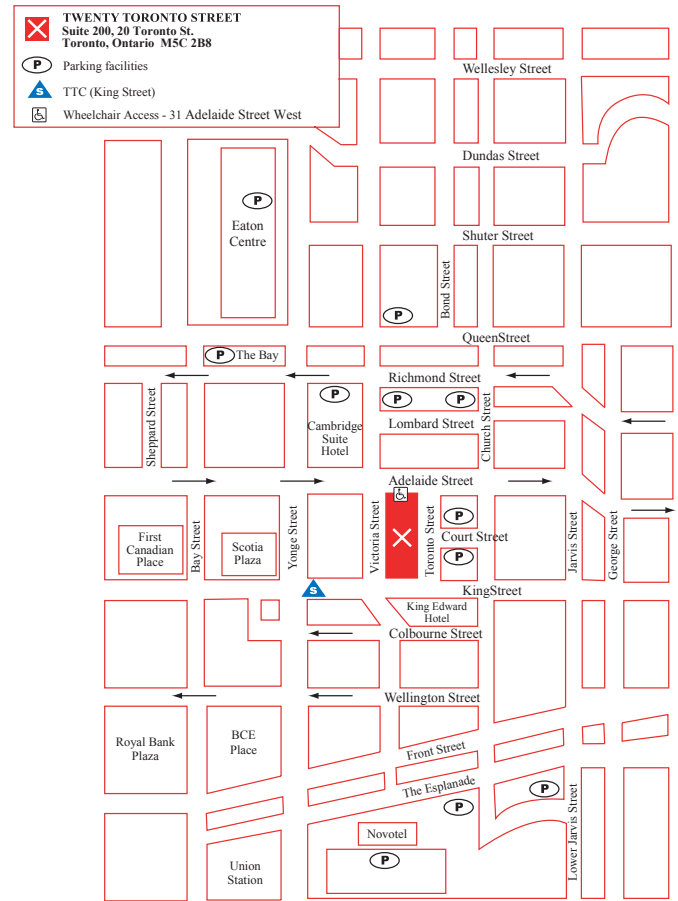 TWENTY TORONTO STREET
Suite 200, 20 Toronto St.
Toronto, Ontario M5C 2B8
P Parking facilities
S TTC (King Street)
Wheelchair Access - 31 Adelaide Street West
Wellesley Street
Dundas Street
P
Eaton
Centre
Shuter Street
Bond Street
P
QueenStreet
P The Bay
Richmond Street
P
P
P
Sheppard Street
Cambridge
Suite
Hotel
Lombard Street
Church Street
Adelaide Street
First
Canadian
Place
Bay Street
Scotia
Plaza
Yonge Street
Victoria Street
Toronto Street
P
Court Street
P
Jarvis Street
George Street
S
KingStreet
King Edward
Hotel
Colbourne Street
Wellington Street
Royal Bank
Plaza
BCE
Place
Front Street
The Esplanade
P
P
Lower Jarvis Street
Novotel
P
Union
Station